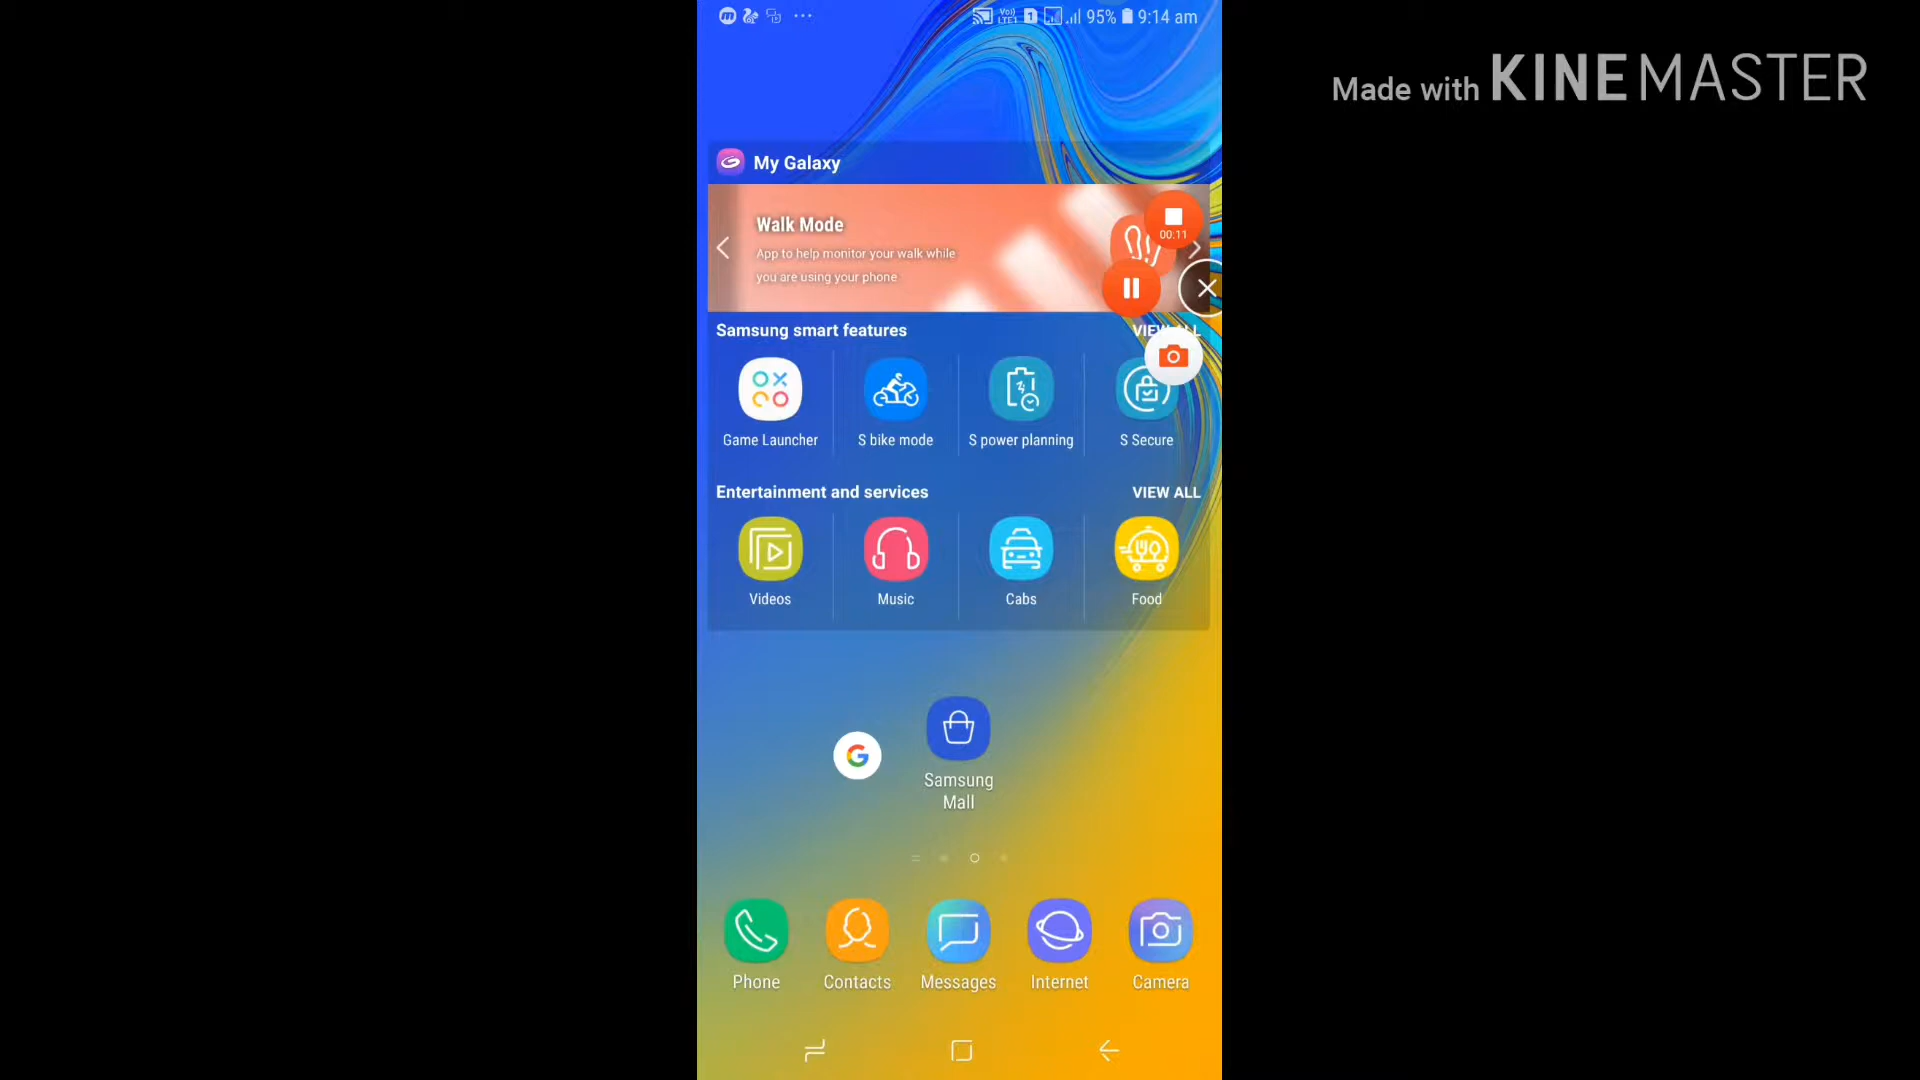 95% 9:14 am
Made with KINEMASTER
My Galaxy
Walk Mode
App to help monitor your walk while
you are using your phone
00:11
Samsung smart features
Game Launcher
S bike mode
S power planning
S Secure
Entertainment and services
VIEW ALL
Videos
Music
Cabs
Food
Samsung
Mall
Phone
Contacts
Messages
Internet
Camera